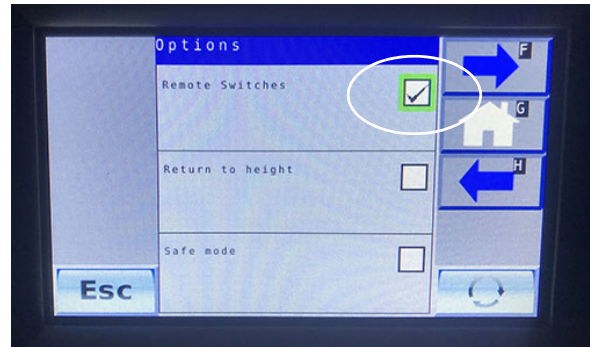 Options
F
Remote Switches
G
Return to height
H
Safe mode
Esc